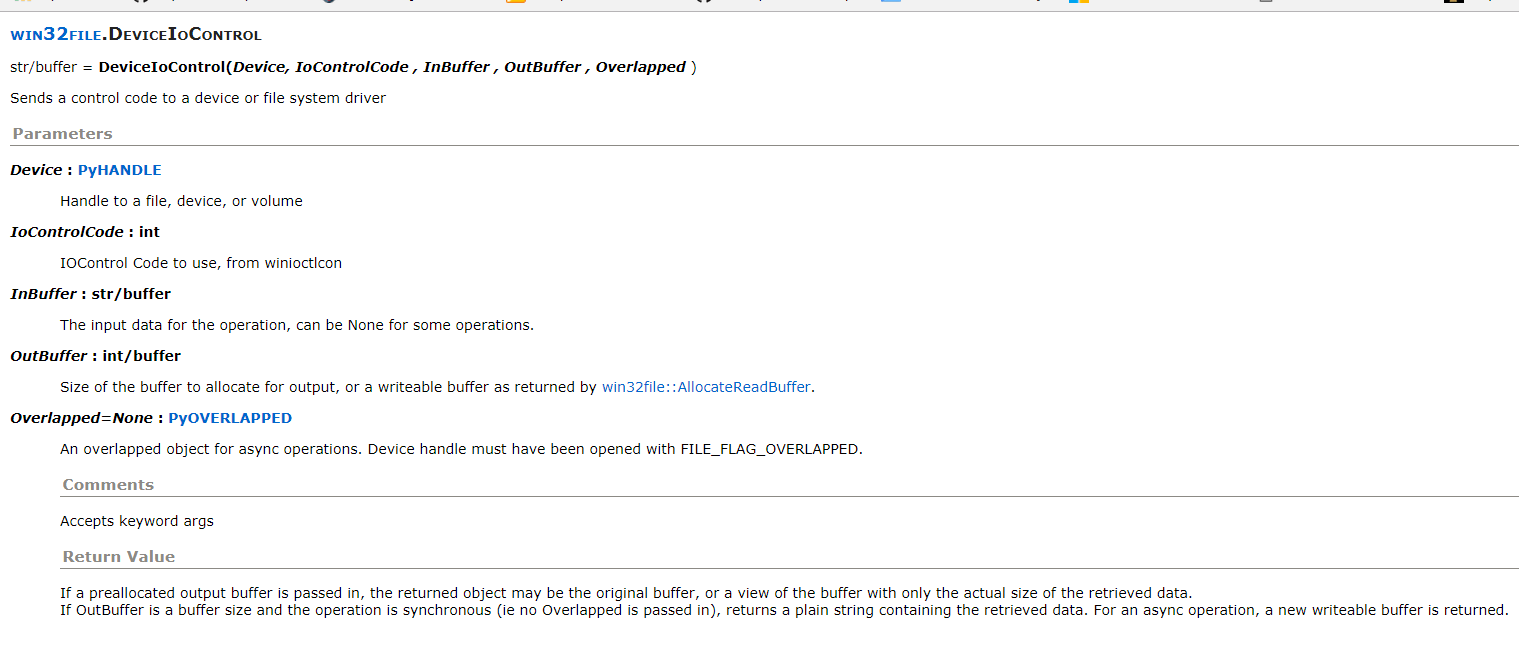 win32file.DeviceIoControl
str/buffer = DeviceIoControl(Device, IoControlCode , InBuffer , OutBuffer , Overlapped )
Sends a control code to a device or file system driver
Parameters
Device : PyHANDLE
Handle to a file, device, or volume
IoControlCode : int
IOControl Code to use, from winioctlcon
InBuffer : str/buffer
The input data for the operation, can be None for some operations.
OutBuffer : int/buffer
Size of the buffer to allocate for output, or a writeable buffer as returned by win32file::AllocateReadBuffer.
Overlapped=None : PyOVERLAPPED
An overlapped object for async operations. Device handle must have been opened with FILE_FLAG_OVERLAPPED.
Comments
Accepts keyword args
Return Value
If a preallocated output buffer is passed in, the returned object may be the original buffer, or a view of the buffer with only the actual size of the retrieved data.
If OutBuffer is a buffer size and the operation is synchronous (ie no Overlapped is passed in), returns a plain string containing the retrieved data. For an async operation, a new writeable buffer is returned.